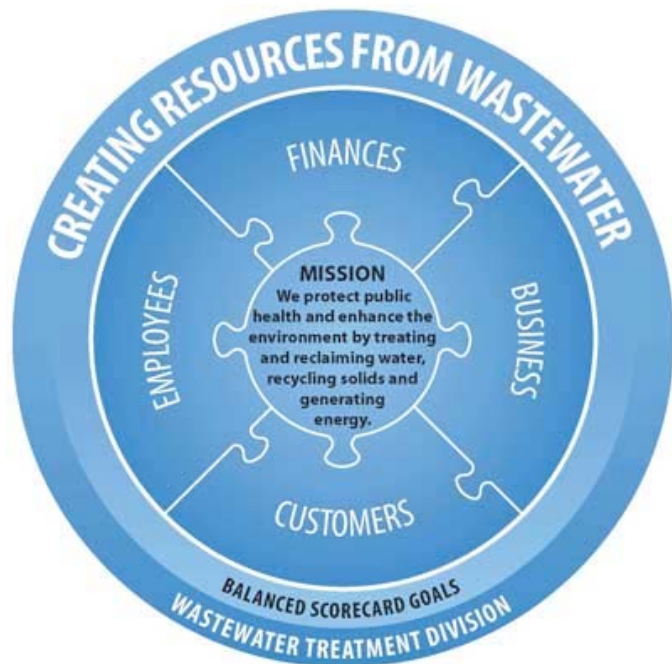 CREATING RESOURCES FROM WASTEWATER
FINANCES
EMPLOYEES
MISSION
We protect public
health and enhance the
environment by treating
and reclaiming water,
recycling solids and
generating
energy.
BUSINESS
CUSTOMERS
BALANCED SCORECARD GOALS
WASTEWATER TREATMENT DIVISION